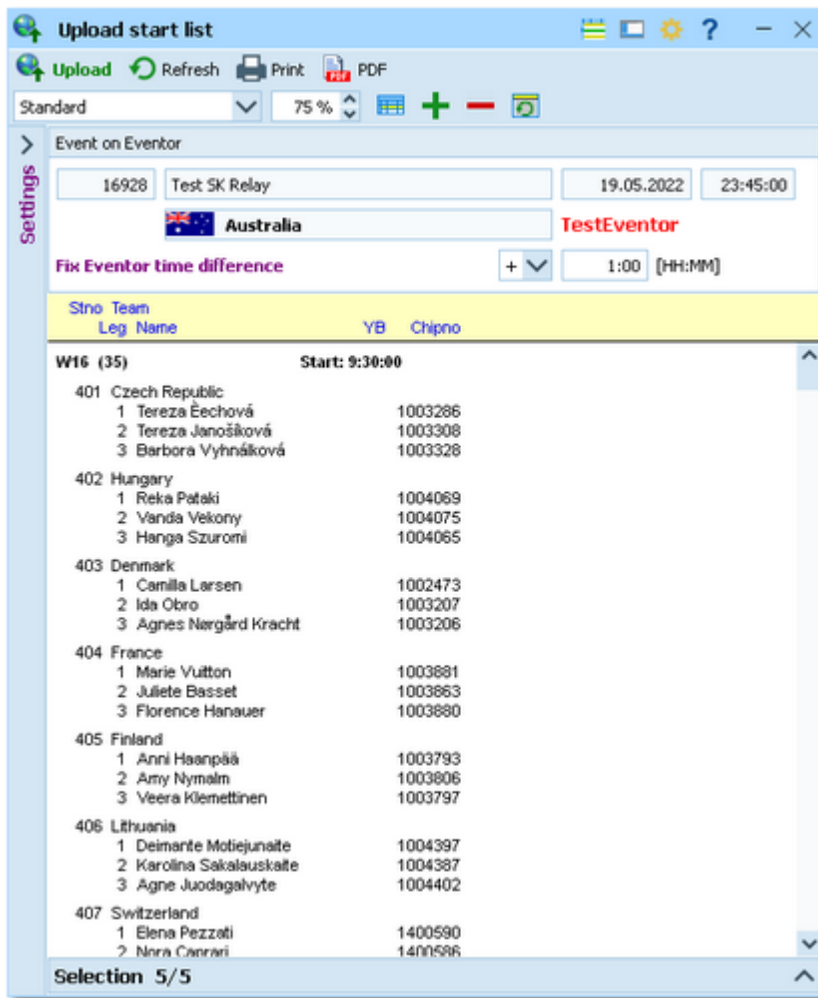 Upload start list
Upload Refresh Print PDF
Standard 75 %
Settings
Event on Eventor
16928 Test SK Relay 19.05.2022 23:45:00
Australia TestEventor
Fix Eventor time difference + 1:00 [HH:MM]
Stno Team
Leg Name YB Chipno
W16 (35) Start: 9:30:00
401 Czech Republic
1 Tereza Èechová 1003286
2 Tereza Janošíková 1003308
3 Barbora Vyhnálková 1003328
402 Hungary
1 Reka Pataki 1004069
2 Vanda Vekony 1004075
3 Hanga Szuromi 1004065
403 Denmark
1 Camilla Larsen 1002473
2 Ida Obro 1003207
3 Agnes Nørgård Kracht 1003206
404 France
1 Marie Vuitton 1003881
2 Juliete Basset 1003863
3 Florence Hanauer 1003880
405 Finland
1 Anni Haanpää 1003793
2 Amy Nymalm 1003806
3 Veera Klemettinen 1003797
406 Lithuania
1 Deimante Motiejunaite 1004397
2 Karolina Sakalauskaite 1004387
3 Agne Juodagalvyte 1004402
407 Switzerland
1 Elena Pezzati 1400590
2 Nora Caprari 1400586
Selection 5/5